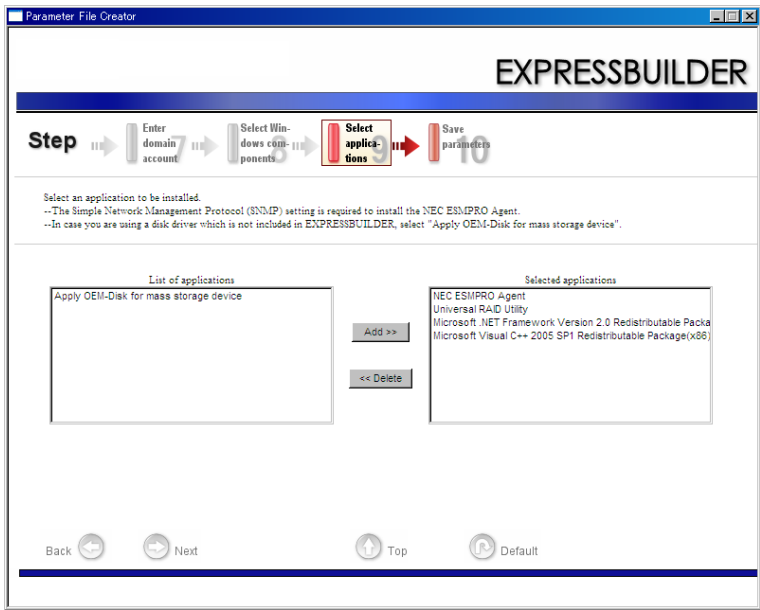 Parameter File Creator
EXPRESSBUILDER
Step
Enter
domain
account
7
Select Win-
dows com-
ponents
8
Select
applica-
tions
9
Save
parameters
10
Select an application to be installed.
--The Simple Network Management Protocol (SNMP) setting is required to install the NEC ESMPRO Agent.
--In case you are using a disk driver which is not included in EXPRESSBUILDER, select "Apply OEM-Disk for mass storage device".
List of applications
Apply OEM-Disk for mass storage device
Add >>
<< Delete
Selected applications
NEC ESMPRO Agent
Universal RAID Utility
Microsoft .NET Framework Version 2.0 Redistributable Packa
Microsoft Visual C++ 2005 SP1 Redistributable Package(x86)
Back
Next
Top
Default